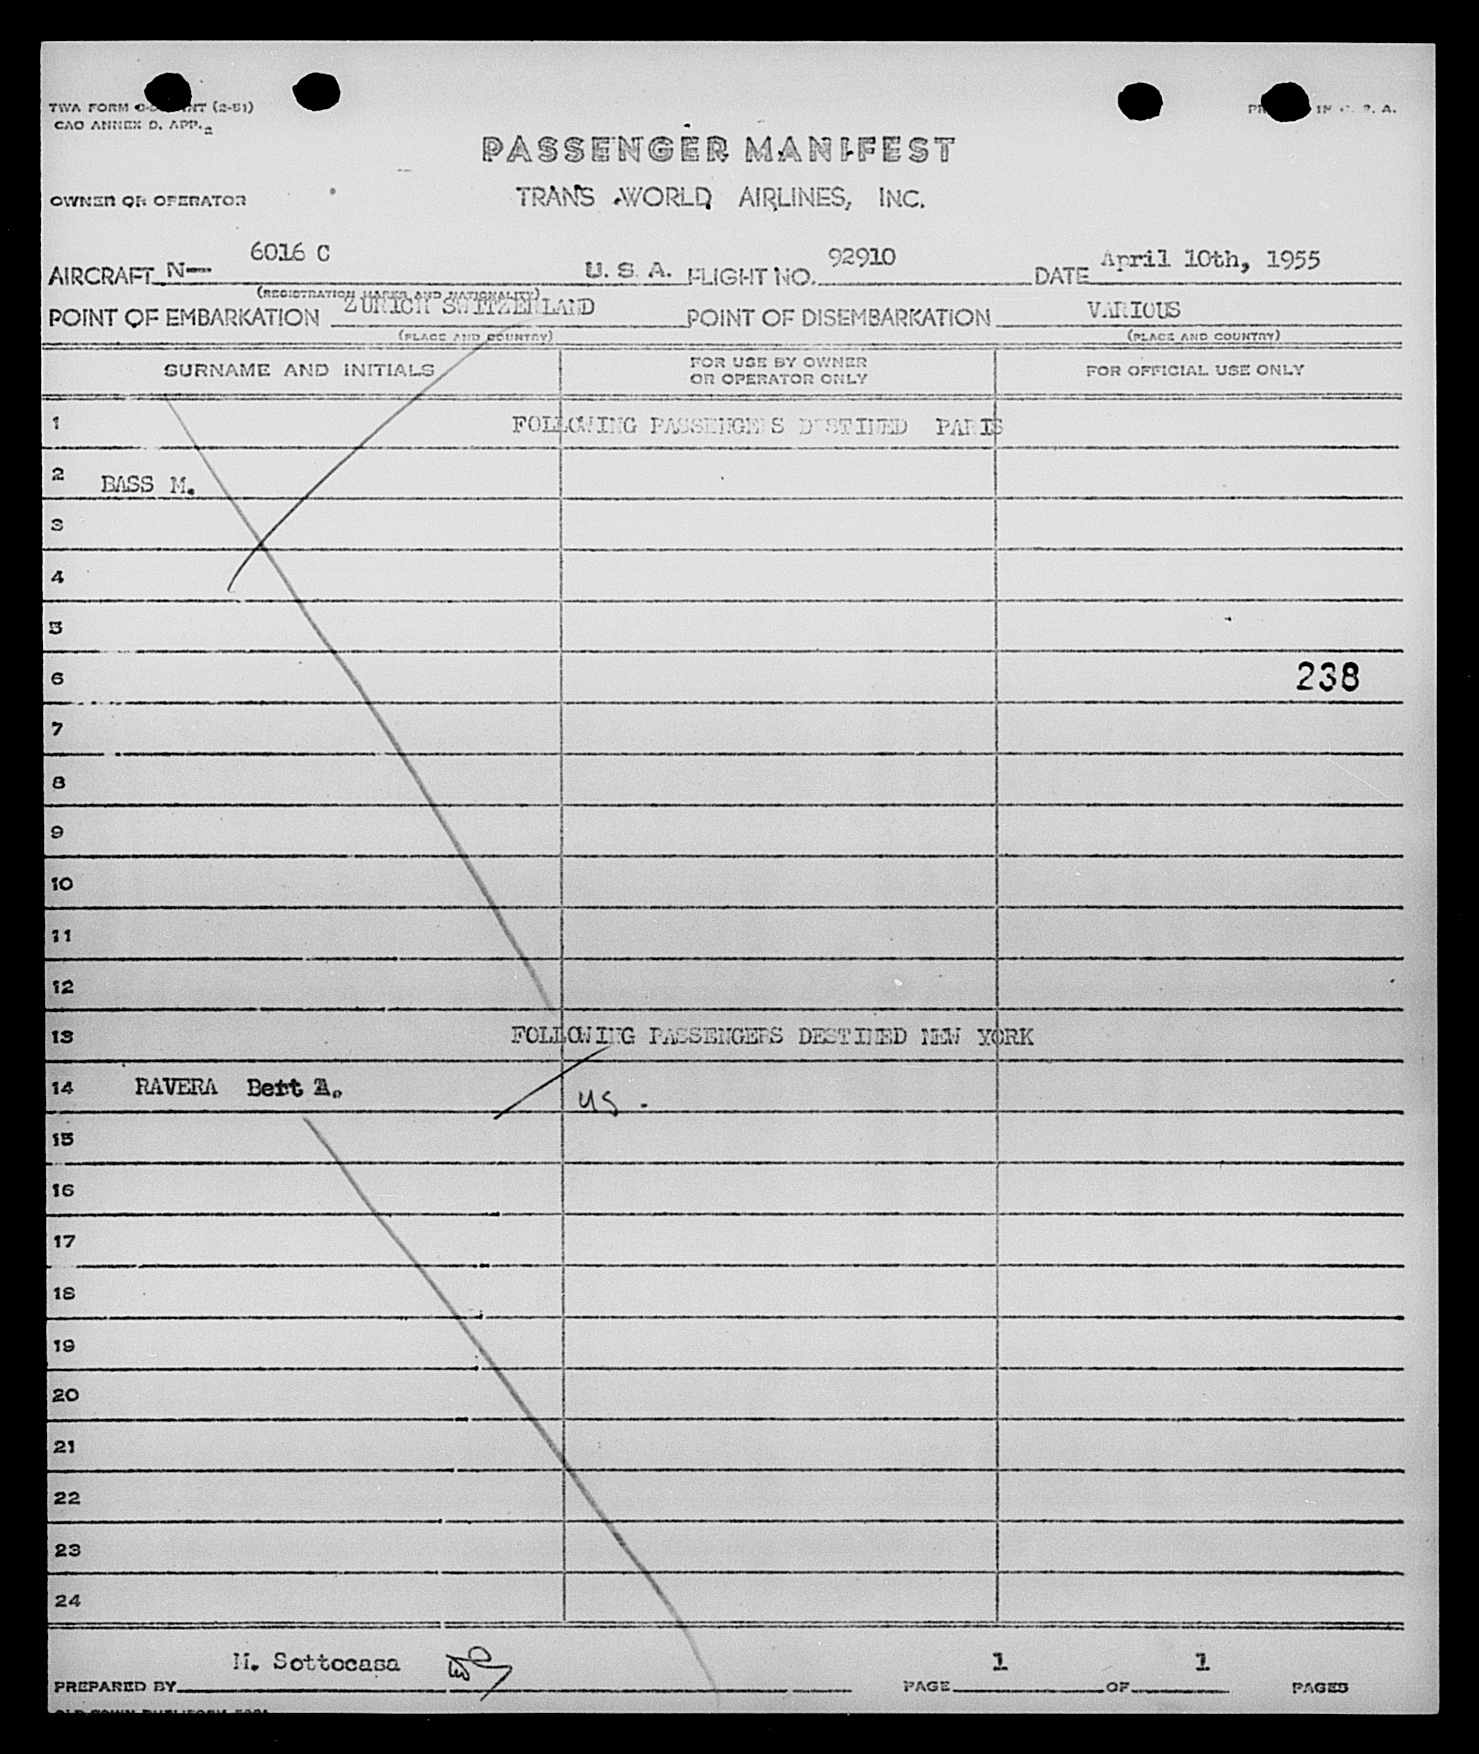 TWA FORM (2-51)
CAO ANNEX D. APP. 2
PASSENGER MANIFEST
OWNER OR OPERATOR TRANS WORLD AIRLINES, INC.
AIRCRAFT N- 6016 C U. S. A. FLIGHT NO. 92910 DATE April 10th, 1955
(REGISTRATION MARKS AND NATIONALITY)
POINT OF EMBARKATION ZURICH SWITZERLAND POINT OF DISEMBARKATION VARIOUS
(PLACE AND COUNTRY) (PLACE AND COUNTRY)
SURNAME AND INITIALS FOR USE BY OWNER OR OPERATOR ONLY FOR OFFICIAL USE ONLY
1 FOLLOWING PASSENGERS DESTINED PARIS
2 BASS M.
3
4
5
6 238
7
8
9
10
11
12
13 FOLLOWING PASSENGERS DESTINED NEW YORK
14 RAVERA Bert A. US -
15
16
17
18
19
20
21
22
23
24
PREPARED BY M. Sottocasa PAGE 1 OF 1 PAGES